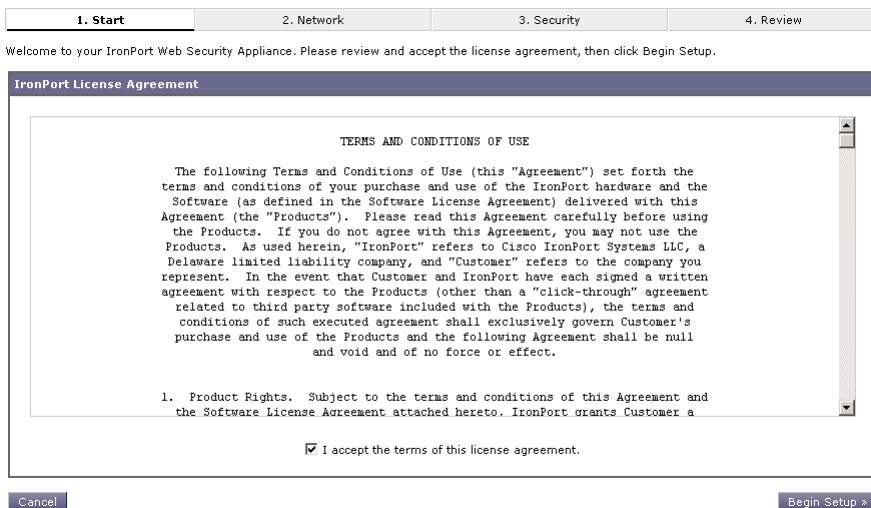 1. Start
2. Network
3. Security
4. Review
Welcome to your IronPort Web Security Appliance. Please review and accept the license agreement, then click Begin Setup.
IronPort License Agreement
TERMS AND CONDITIONS OF USE
The following Terms and Conditions of Use (this "Agreement") set forth the
terms and conditions of your purchase and use of the IronPort hardware and the
Software (as defined in the Software License Agreement) delivered with this
Agreement (the "Products").  Please read this Agreement carefully before using
the Products.  If you do not agree with this Agreement, you may not use the
Products.  As used herein, "IronPort" refers to Cisco IronPort Systems LLC, a
Delaware limited liability company, and "Customer" refers to the company you
represent.  In the event that Customer and IronPort have each signed a written
agreement with respect to the Products (other than a "click-through" agreement
related to third party software included with the Products), the terms and
conditions of such executed agreement shall exclusively govern Customer's
purchase and use of the Products and the following Agreement shall be null
and void and of no force or effect.
1.  Product Rights.  Subject to the terms and conditions of this Agreement and
the Software License Agreement attached hereto, IronPort grants Customer a
I accept the terms of this license agreement.
Cancel
Begin Setup »